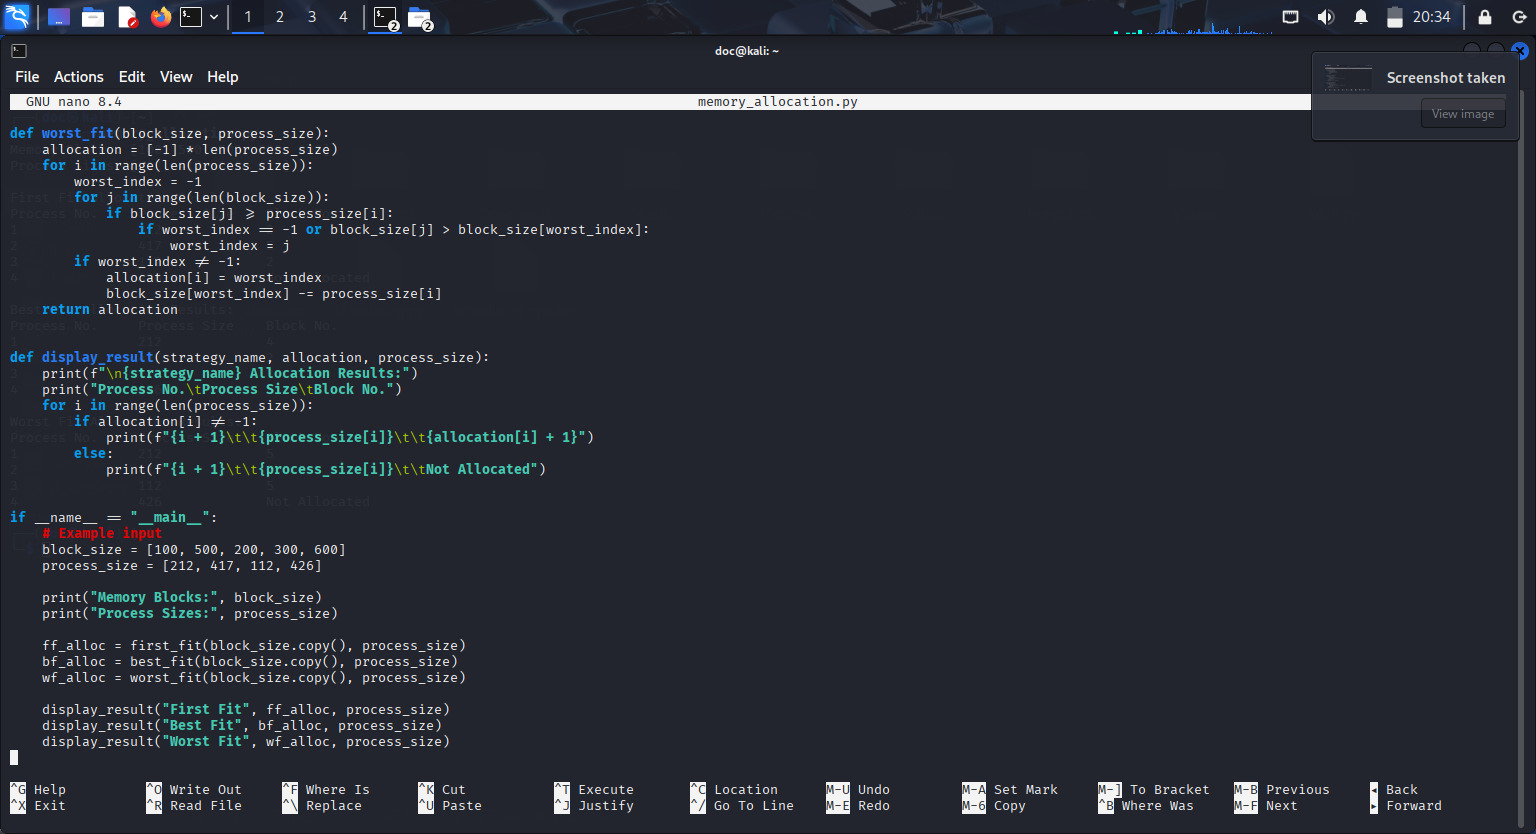 1 2 3 4
2
2
20:34
doc@kali: ~
File Actions Edit View Help
Screenshot taken
View image
GNU nano 8.4 memory_allocation.py
def worst_fit(block_size, process_size):
    allocation = [-1] * len(process_size)
    for i in range(len(process_size)):
        worst_index = -1
        for j in range(len(block_size)):
            if block_size[j] >= process_size[i]:
                if worst_index == -1 or block_size[j] > block_size[worst_index]:
                    worst_index = j
        if worst_index != -1:
            allocation[i] = worst_index
            block_size[worst_index] -= process_size[i]
    return allocation
def display_result(strategy_name, allocation, process_size):
    print(f"\n{strategy_name} Allocation Results:")
    print("Process No.\tProcess Size\tBlock No.")
    for i in range(len(process_size)):
        if allocation[i] != -1:
            print(f"{i + 1}\t\t{process_size[i]}\t\t{allocation[i] + 1}")
        else:
            print(f"{i + 1}\t\t{process_size[i]}\t\tNot Allocated")
if __name__ == "__main__":
    # Example input
    block_size = [100, 500, 200, 300, 600]
    process_size = [212, 417, 112, 426]
    print("Memory Blocks:", block_size)
    print("Process Sizes:", process_size)
    ff_alloc = first_fit(block_size.copy(), process_size)
    bf_alloc = best_fit(block_size.copy(), process_size)
    wf_alloc = worst_fit(block_size.copy(), process_size)
    display_result("First Fit", ff_alloc, process_size)
    display_result("Best Fit", bf_alloc, process_size)
    display_result("Worst Fit", wf_alloc, process_size)
^G Help ^O Write Out ^F Where Is ^K Cut ^T Execute ^C Location M-U Undo M-A Set Mark M-] To Bracket M-B Previous ◂ Back
^X Exit ^R Read File ^\ Replace ^U Paste ^J Justify ^/ Go To Line M-E Redo M-6 Copy ^B Where Was M-F Next ▸ Forward